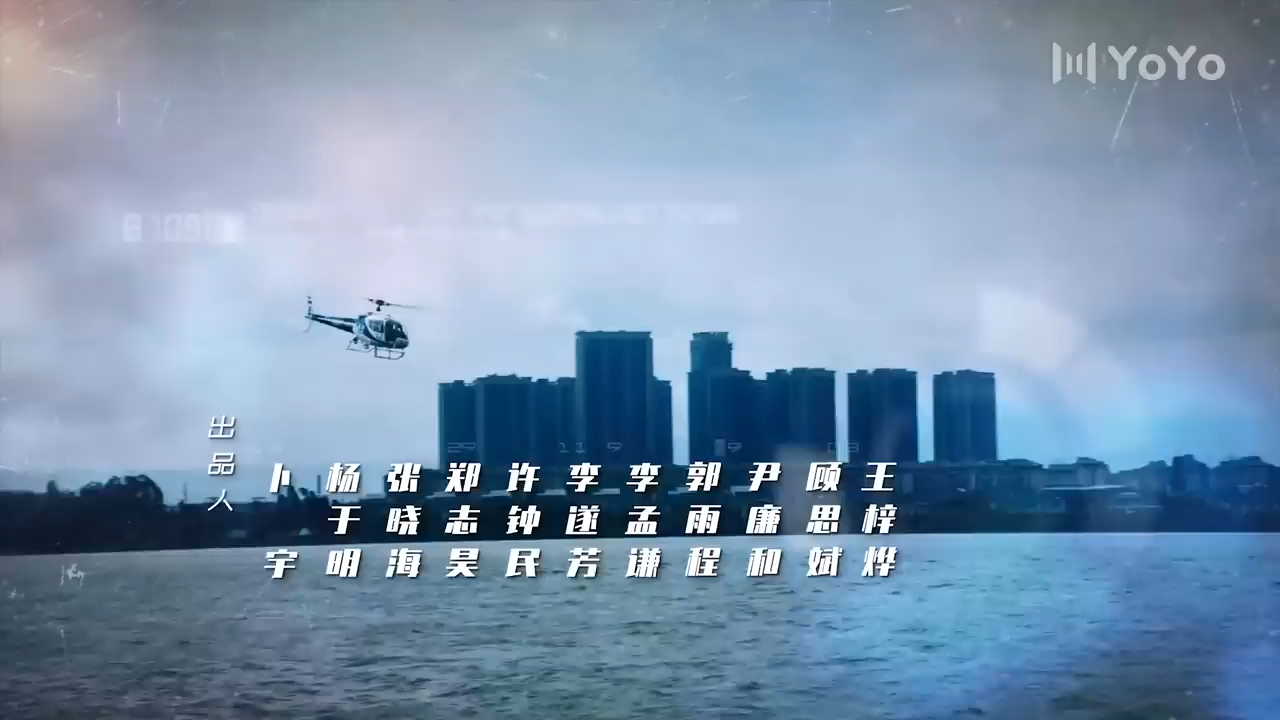 YoYo
出品人
卜宇
杨于明
张晓海
郑志昊
许钟民
李遂芳
李孟谦
郭雨程
尹廉和
顾思斌
王梓烨